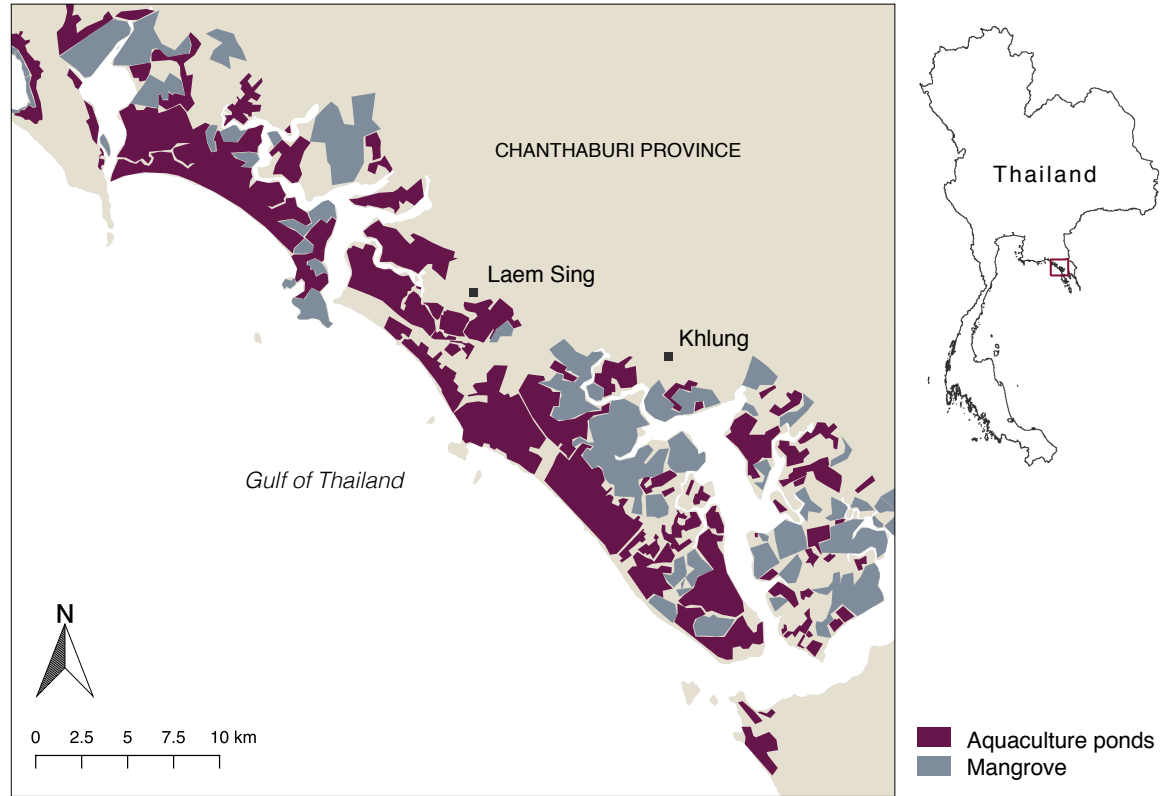 CHANTHABURI PROVINCE
Thailand
Laem Sing
Khlung
Gulf of Thailand
N
0 2.5 5 7.5 10 km
Aquaculture ponds
Mangrove